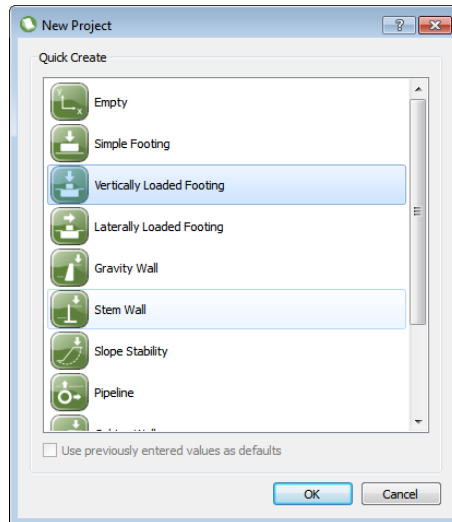 New Project
Quick Create
Empty
Simple Footing
Vertically Loaded Footing
Laterally Loaded Footing
Gravity Wall
Stem Wall
Slope Stability
Pipeline
Use previously entered values as defaults
OK
Cancel